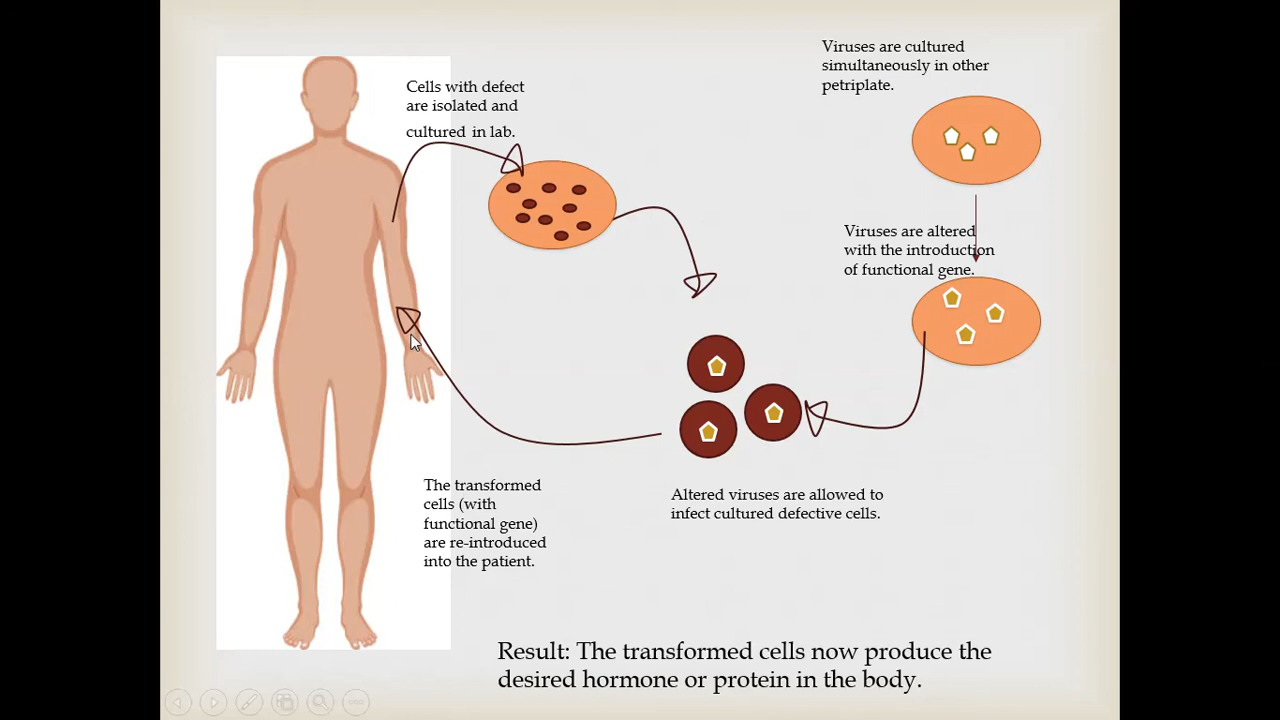 Cells with defect
are isolated and
cultured in lab.
Viruses are cultured
simultaneously in other
petriplate.
Viruses are altered
with the introduction
of functional gene.
Altered viruses are allowed to
infect cultured defective cells.
The transformed
cells (with
functional gene)
are re-introduced
into the patient.
Result: The transformed cells now produce the
desired hormone or protein in the body.